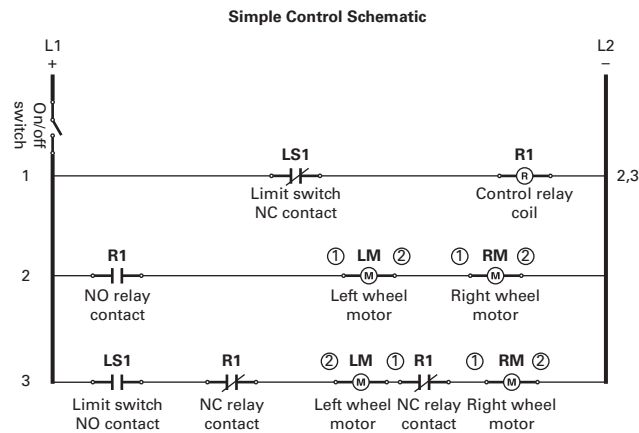 Simple Control Schematic
L1
+
L2
–
On/off
switch
1
LS1
Limit switch
NC contact
R1
R
Control relay
coil
2,3
2
R1
NO relay
contact
① LM ②
M
Left wheel
motor
① RM ②
M
Right wheel
motor
3
LS1
Limit switch
NO contact
R1
NC relay
contact
② LM ①
M
Left wheel
motor
R1
NC relay
contact
① RM ②
M
Right wheel
motor